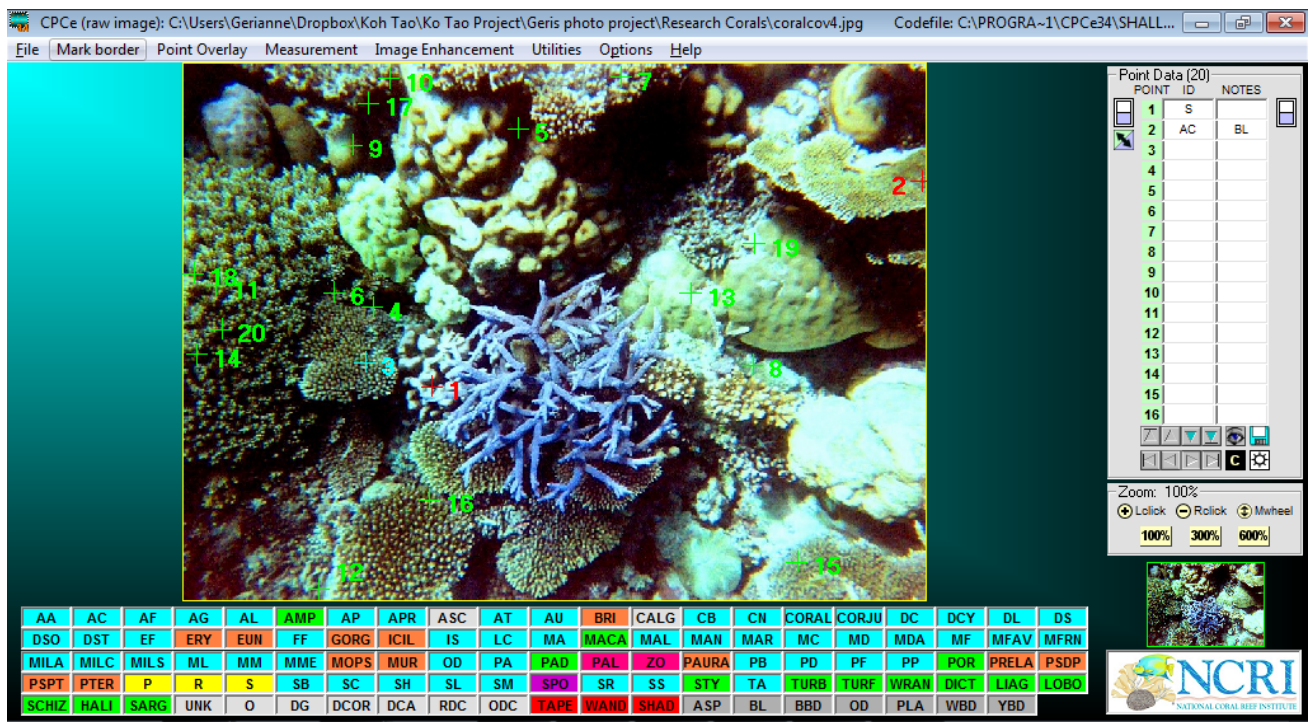 CPCe (raw image): C:\Users\Gerianne\Dropbox\Koh Tao\Ko Tao Project\Geris photo project\Research Corals\coralcov4.jpg Codefile: C:\PROGRA~1\CPCe34\SHALL...
File Mark border Point Overlay Measurement Image Enhancement Utilities Options Help
Point Data (20)
POINT ID NOTES
1 S
2 AC BL
3
4
5
6
7
8
9
10
11
12
13
14
15
16
C
Zoom: 100%
Lclick Rclick Mwheel
100% 300% 600%
NCRI
NATIONAL CORAL REEF INSTITUTE
10 7
17
5
9
2
19
18
11 6 13
4
20
14 3 8
1
16
12 15
AA AC AF AG AL AMP AP APR ASC AT AU BRI CALG CB CN CORAL CORJU DC DCY DL DS
DSO DST EF ERY EUN FF GORG ICIL IS LC MA MACA MAL MAN MAR MC MD MDA MF MFAV MFRN
MILA MILC MILS ML MM MME MOPS MUR OD PA PAD PAL ZO PAURA PB PD PF PP POR PRELA PSDP
PSPT PTER P R S SB SC SH SL SM SPO SR SS STY TA TURB TURF WRAN DICT LIAG LOBO
SCHIZ HALI SARG UNK O DG DCOR DCA RDC ODC TAPE WAND SHAD ASP BL BBD OD PLA WBD YBD